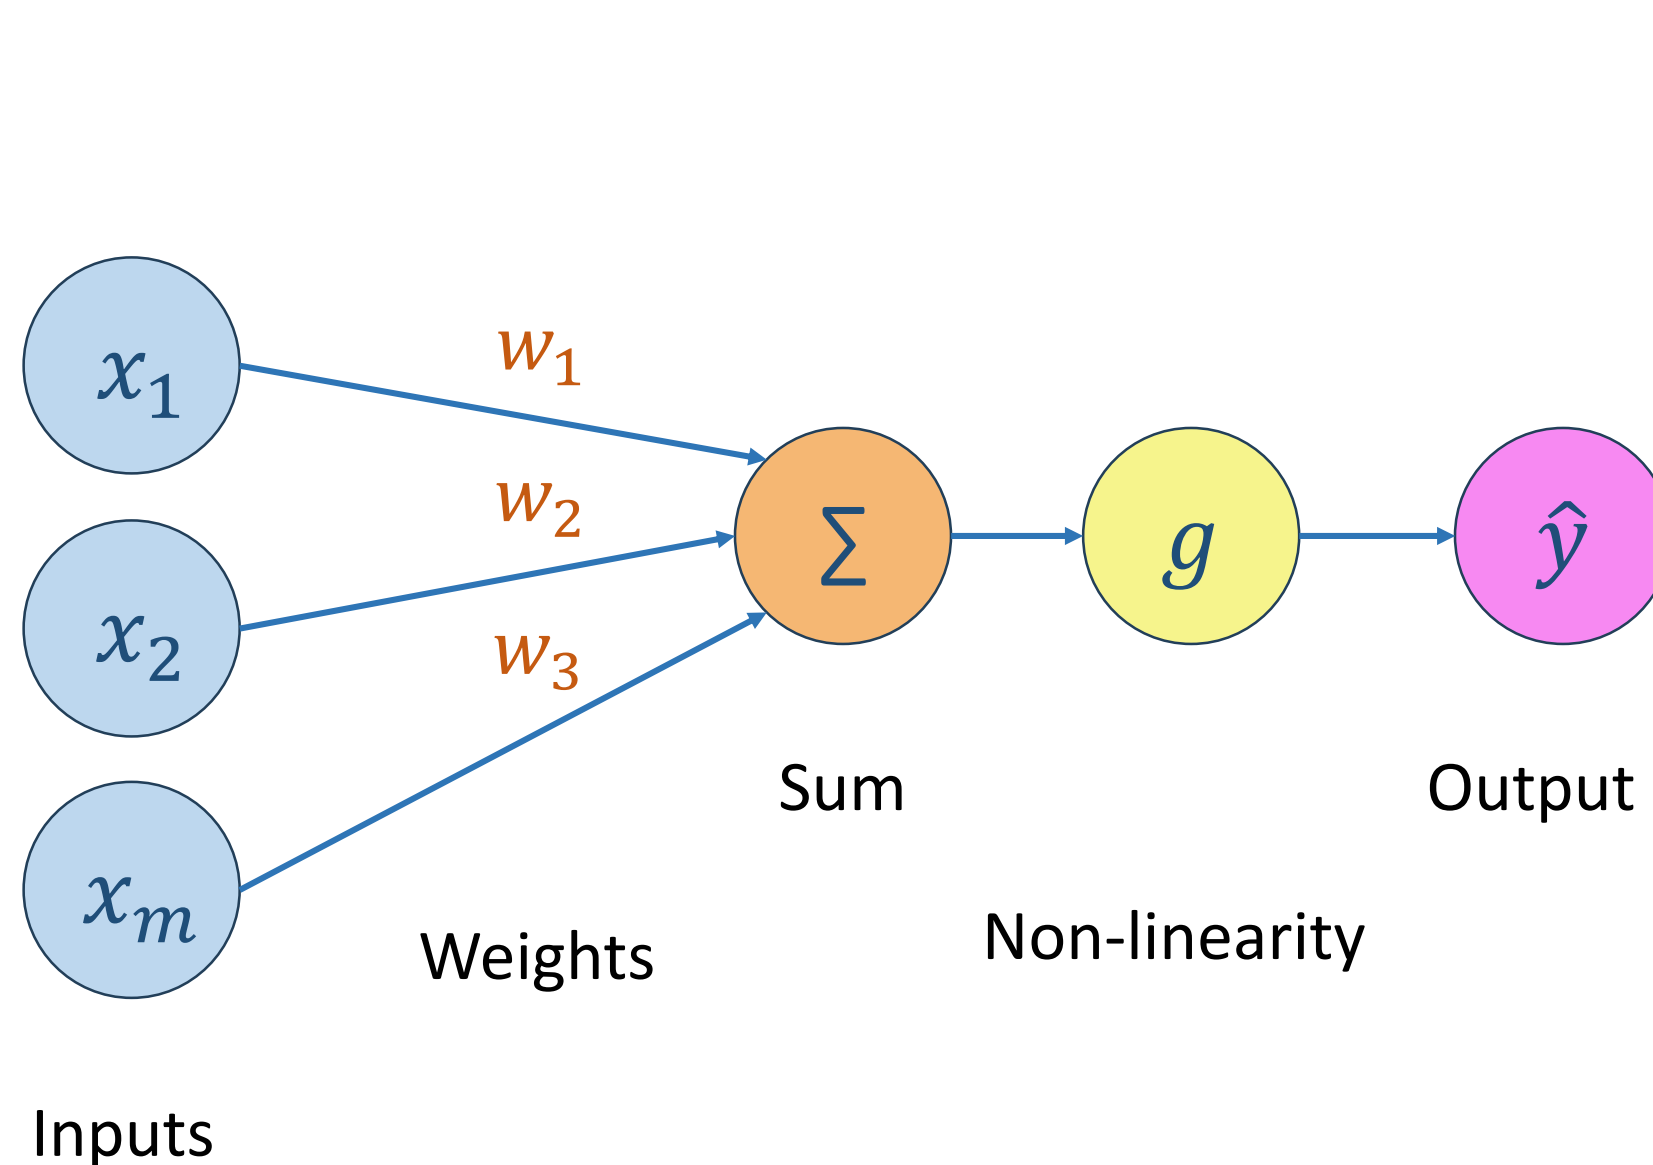 x₁
w₁
w₂
x₂
w₃
xₘ
∑
g
ŷ
Sum
Output
Weights
Non-linearity
Inputs